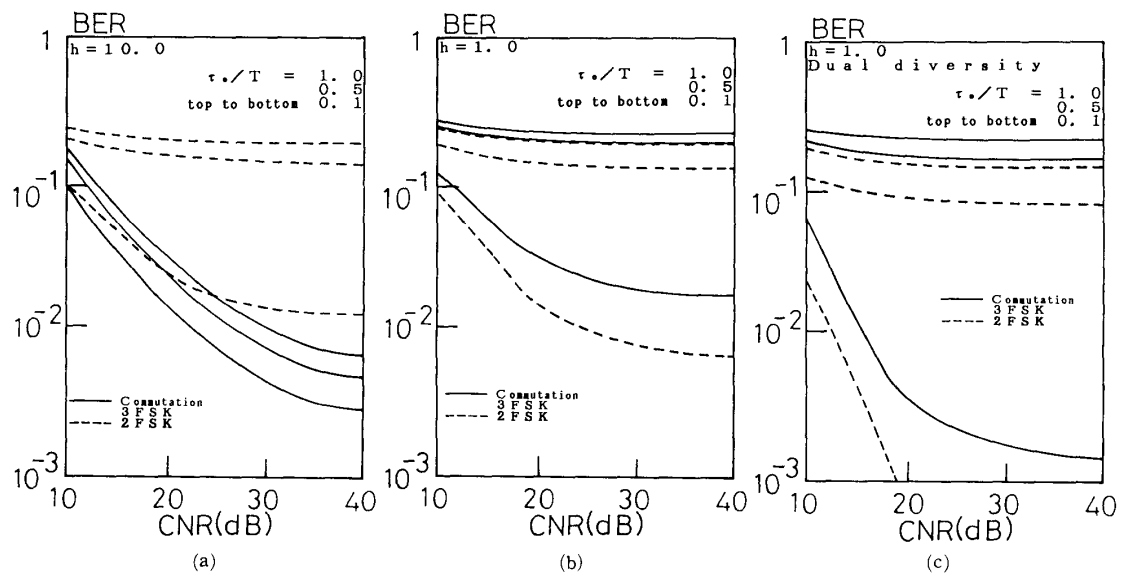 BER
1
h=10. 0
τ₀/T = 1. 0
0. 5
top to bottom 0. 1
10⁻¹
10⁻²
Commutation
3FSK
2FSK
10⁻³
10 20 30 40
CNR(dB)
(a)
BER
1
h=1. 0
τ₀/T = 1. 0
0. 5
top to bottom 0. 1
10⁻¹
10⁻²
Commutation
3FSK
2FSK
10⁻³
10 20 30 40
CNR(dB)
(b)
BER
1
h=1. 0
Dual diversity
τ₀/T = 1. 0
0. 5
top to bottom 0. 1
10⁻¹
Commutation
3FSK
2FSK
10⁻²
10⁻³
10 20 30 40
CNR(dB)
(c)